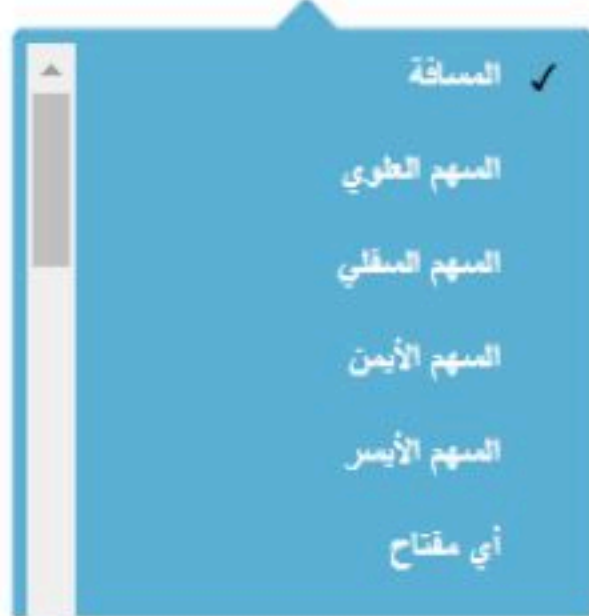 المسافة
السهم العلوي
السهم السفلي
السهم الأيمن
السهم الأيسر
أي مفتاح